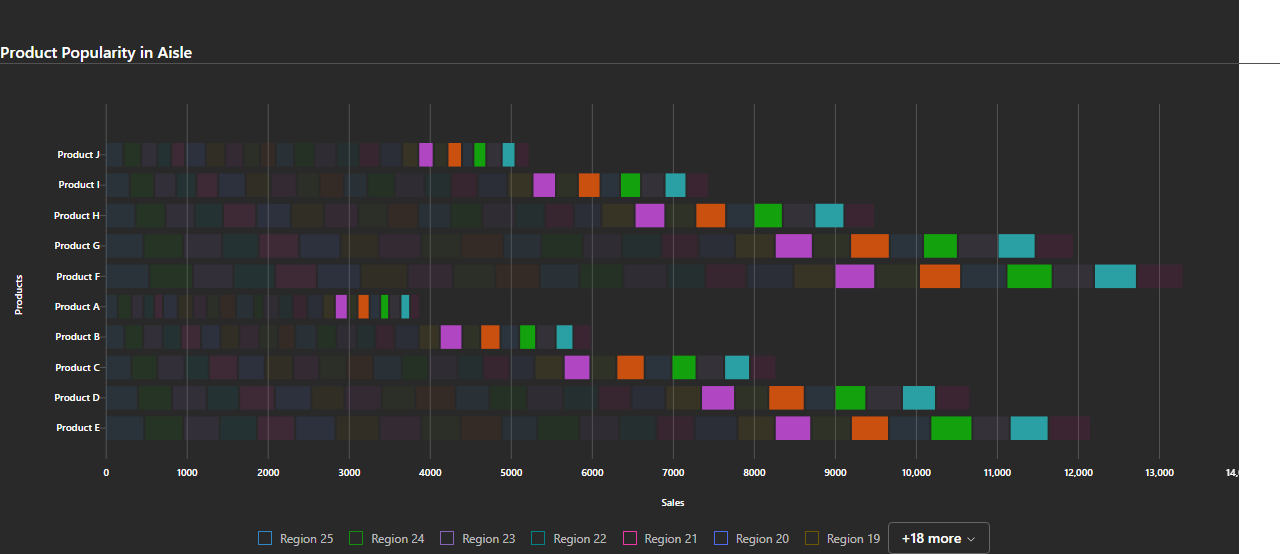 Product Popularity in Aisle
Product J
Product I
Product H
Product G
Product F
Product A
Product B
Product C
Product D
Product E
Products
0 1000 2000 3000 4000 5000 6000 7000 8000 9000 10,000 11,000 12,000 13,000 14,
Sales
Region 25 Region 24 Region 23 Region 22 Region 21 Region 20 Region 19 +18 more